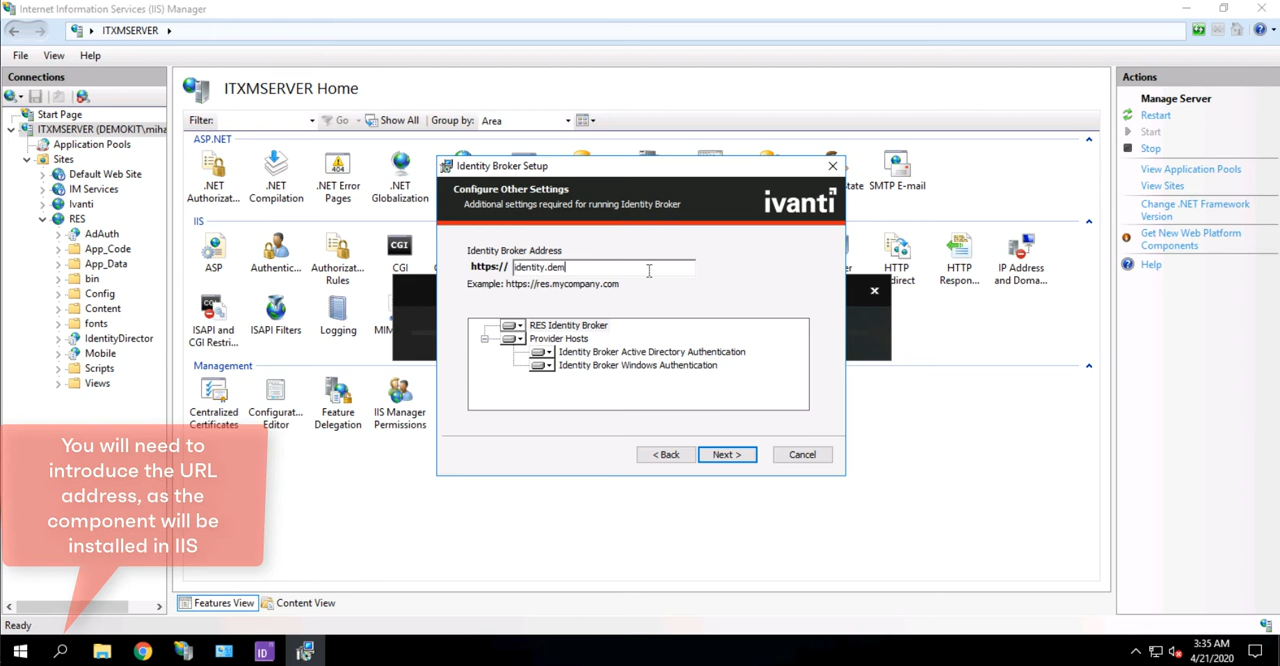 Internet Information Services (IIS) Manager
ITXMSERVER
File View Help
Connections
Start Page
ITXMSERVER (DEMOKIT\miha
Application Pools
Sites
Default Web Site
IM Services
Ivanti
RES
AdAuth
App_Code
App_Data
bin
Config
Content
fonts
IdentityDirector
Mobile
Scripts
Views
ITXMSERVER Home
Filter: Go Show All Group by: Area
ASP.NET
.NET Authorizat...
.NET Compilation
.NET Error Pages
.NET Globalization
State
SMTP E-mail
IIS
ASP
Authentic...
Authorizat... Rules
CGI
HTTP Respon...
IP Address and Doma...
ISAPI and CGI Restri...
ISAPI Filters
Logging
Management
Centralized Certificates
Configurat... Editor
Feature Delegation
IIS Manager Permissions
Identity Broker Setup
Configure Other Settings
Additional settings required for running Identity Broker
ivanti
Identity Broker Address
https:// identity.dem
Example: https://res.mycompany.com
RES Identity Broker
Provider Hosts
Identity Broker Active Directory Authentication
Identity Broker Windows Authentication
< Back Next > Cancel
Actions
Manage Server
Restart
Start
Stop
View Application Pools
View Sites
Change .NET Framework
Version
Get New Web Platform
Components
Help
You will need to
introduce the URL
address, as the
component will be
installed in IIS
Features View Content View
Ready
ID
3:35 AM
4/21/2020